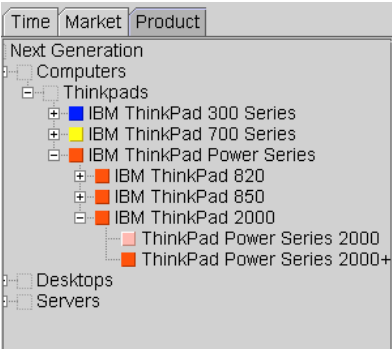 Time Market Product
Next Generation
Computers
Thinkpads
IBM ThinkPad 300 Series
IBM ThinkPad 700 Series
IBM ThinkPad Power Series
IBM ThinkPad 820
IBM ThinkPad 850
IBM ThinkPad 2000
ThinkPad Power Series 2000
ThinkPad Power Series 2000+
Desktops
Servers